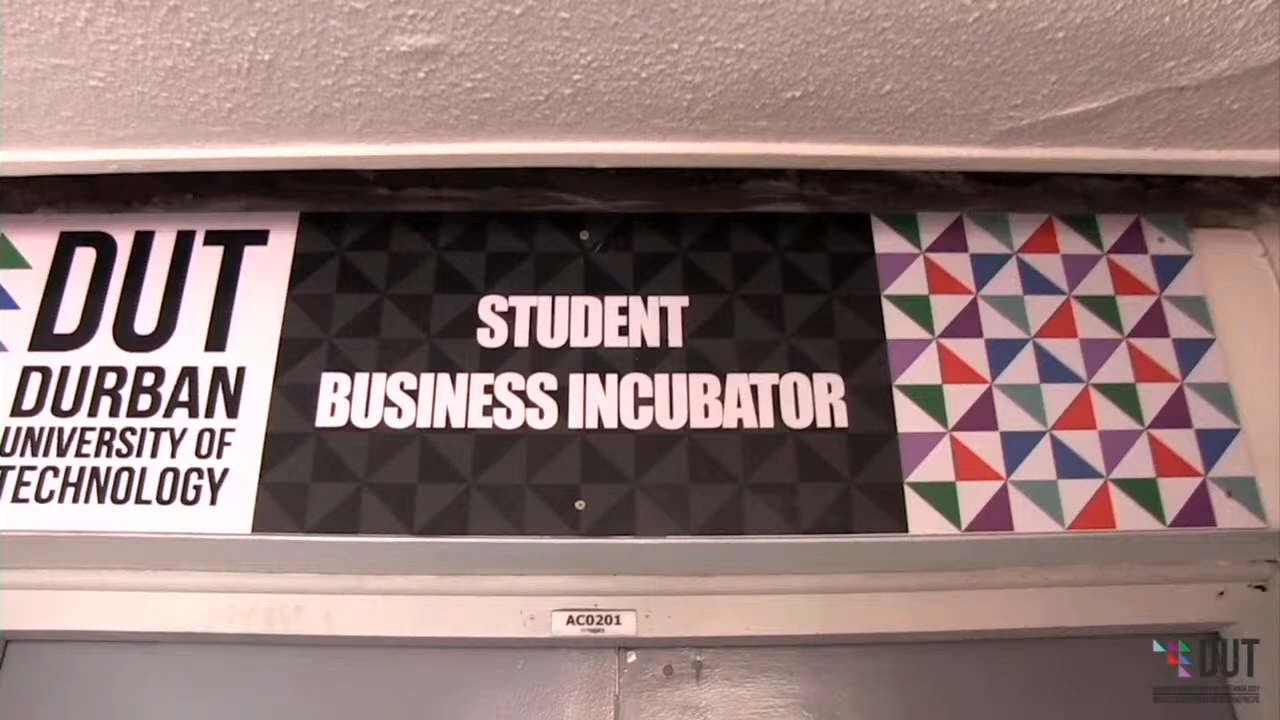 DUT
DURBAN
UNIVERSITY OF
TECHNOLOGY
STUDENT
BUSINESS INCUBATOR
AC0201
DUT